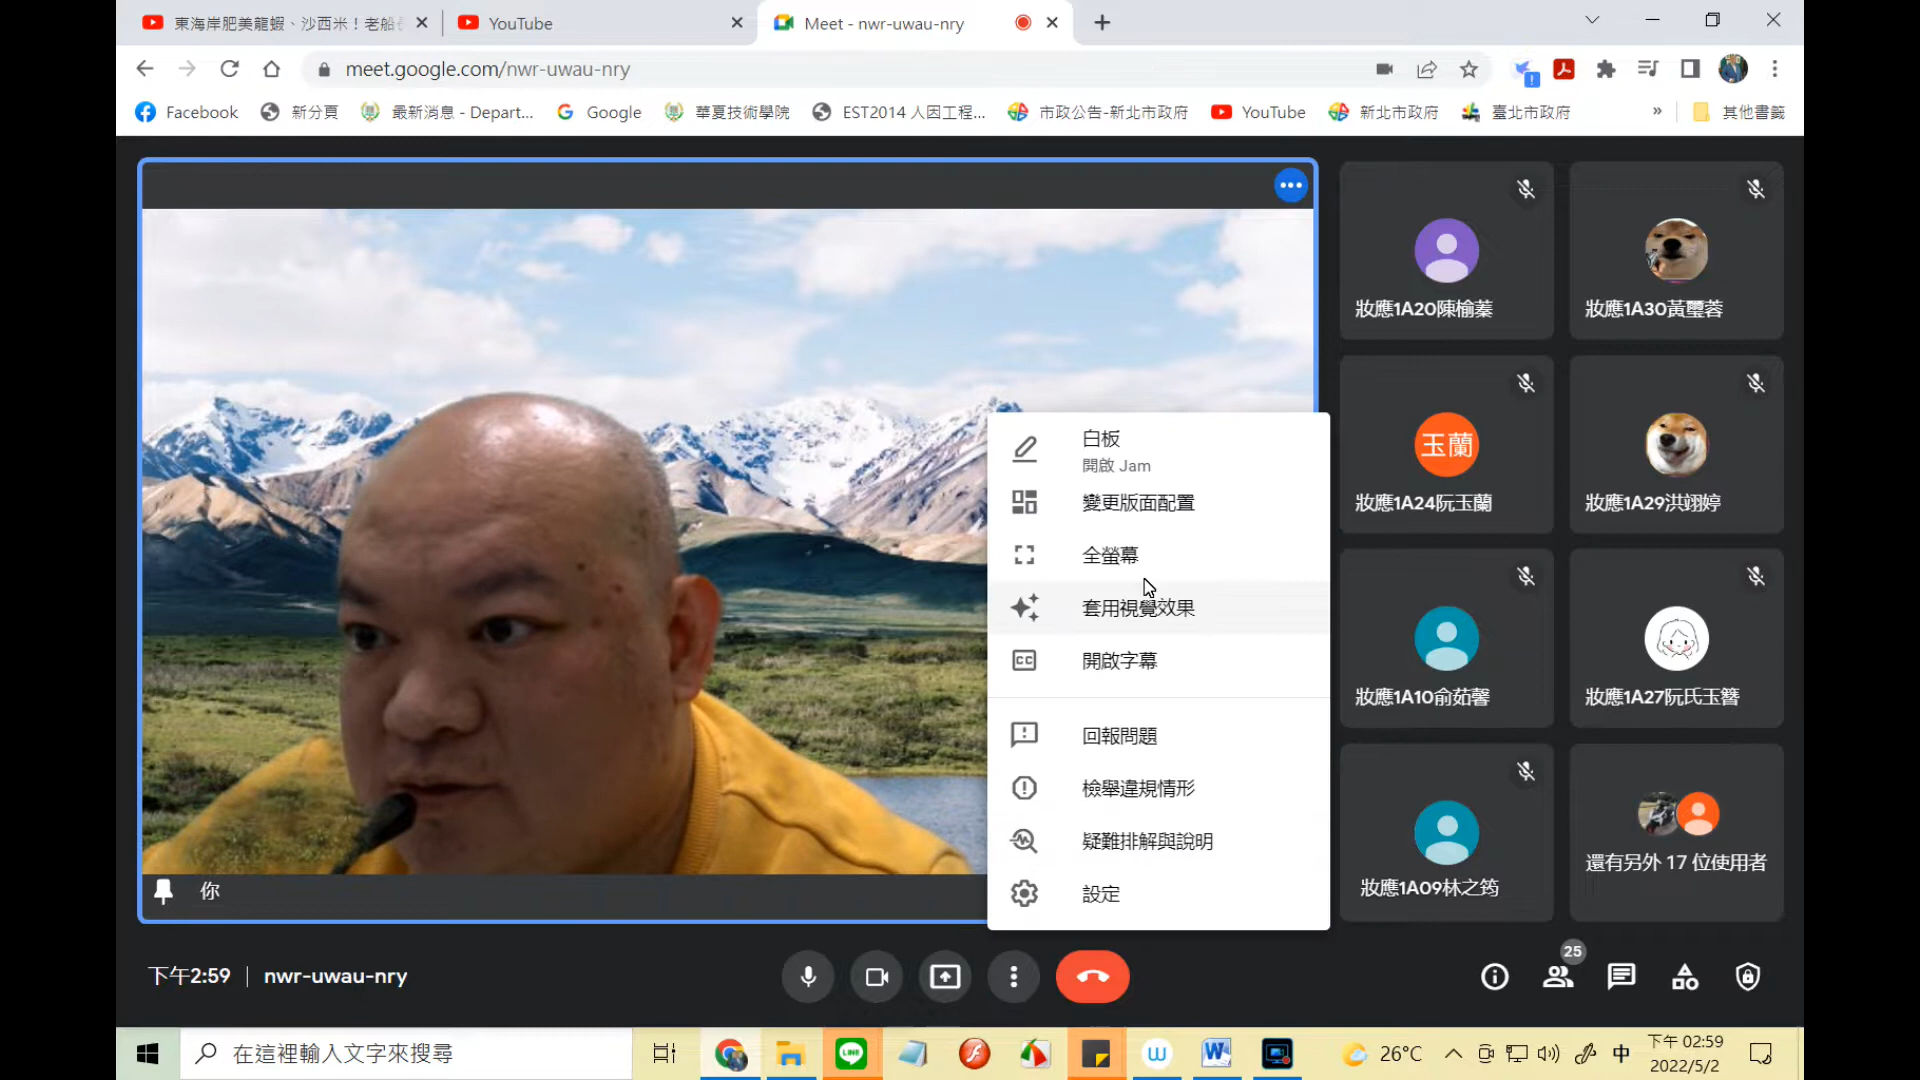 東海岸肥美龍蝦、沙西米！老船
YouTube
Meet - nwr-uwau-nry
meet.google.com/nwr-uwau-nry
Facebook
新分頁
最新消息 - Depart...
Google
華夏技術學院
EST2014 人因工程...
市政公告-新北市政府
YouTube
新北市政府
臺北市政府
»
其他書籤
妝應1A20陳榆蓁
妝應1A30黃璽蓉
玉蘭
妝應1A24阮玉蘭
妝應1A29洪翊婷
妝應1A10俞茹馨
妝應1A27阮氏玉簪
妝應1A09林之筠
還有另外 17 位使用者
白板
開啟 Jam
變更版面配置
全螢幕
套用視覺效果
開啟字幕
回報問題
檢舉違規情形
疑難排解與說明
設定
你
下午2:59
nwr-uwau-nry
25
在這裡輸入文字來搜尋
LINE
26°C
中
下午 02:59
2022/5/2